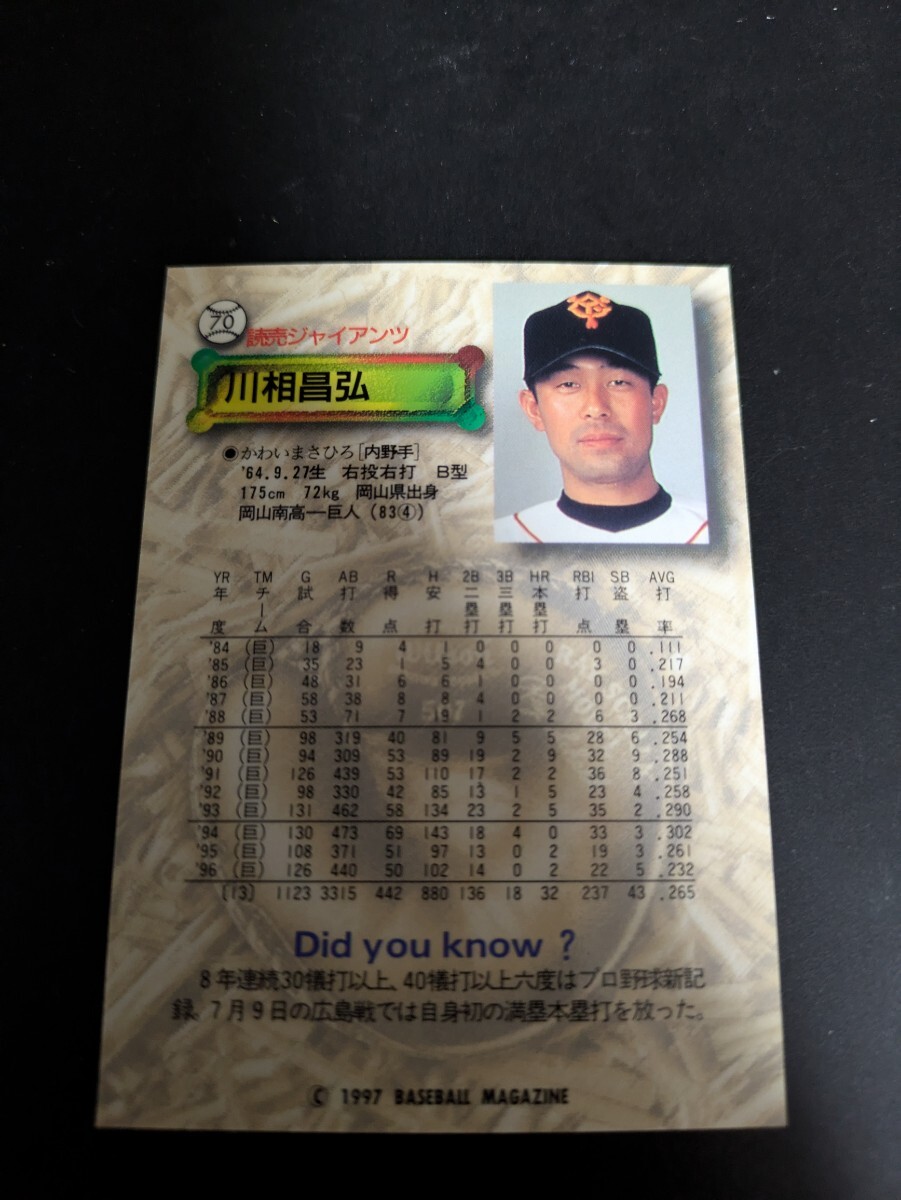 70
読売ジャイアンツ
川相昌弘
●かわいまさひろ[内野手]
'64.9.27生 右投右打 B型
175cm 72kg 岡山県出身
岡山南高―巨人(83④)
YR TM G AB R H 2B 3B HR RBI SB AVG
年度 チーム 試合 打数 得点 安打 二塁打 三塁打 本塁打 打点 盗塁 打率
'84 (巨) 18 9 4 1 0 0 0 0 0 .111
'85 (巨) 35 23 1 5 4 0 0 3 0 .217
'86 (巨) 48 31 6 6 1 0 0 0 0 .194
'87 (巨) 58 38 8 8 4 0 0 0 0 .211
'88 (巨) 53 71 7 19 1 2 2 6 3 .268
'89 (巨) 98 319 40 81 9 5 5 28 6 .254
'90 (巨) 94 309 53 89 19 2 9 32 9 .288
'91 (巨) 126 439 53 110 17 2 2 36 8 .251
'92 (巨) 98 330 42 85 13 1 5 23 4 .258
'93 (巨) 131 462 58 134 23 2 5 35 2 .290
'94 (巨) 130 473 69 143 18 4 0 33 3 .302
'95 (巨) 108 371 51 97 13 0 2 19 3 .261
'96 (巨) 126 440 50 102 14 0 2 22 5 .232
(13) 1123 3315 442 880 136 18 32 237 43 .265
Did you know ?
8年連続30犠打以上、40犠打以上六度はプロ野球新記
録。7月9日の広島戦では自身初の満塁本塁打を放った。
© 1997 BASEBALL MAGAZINE